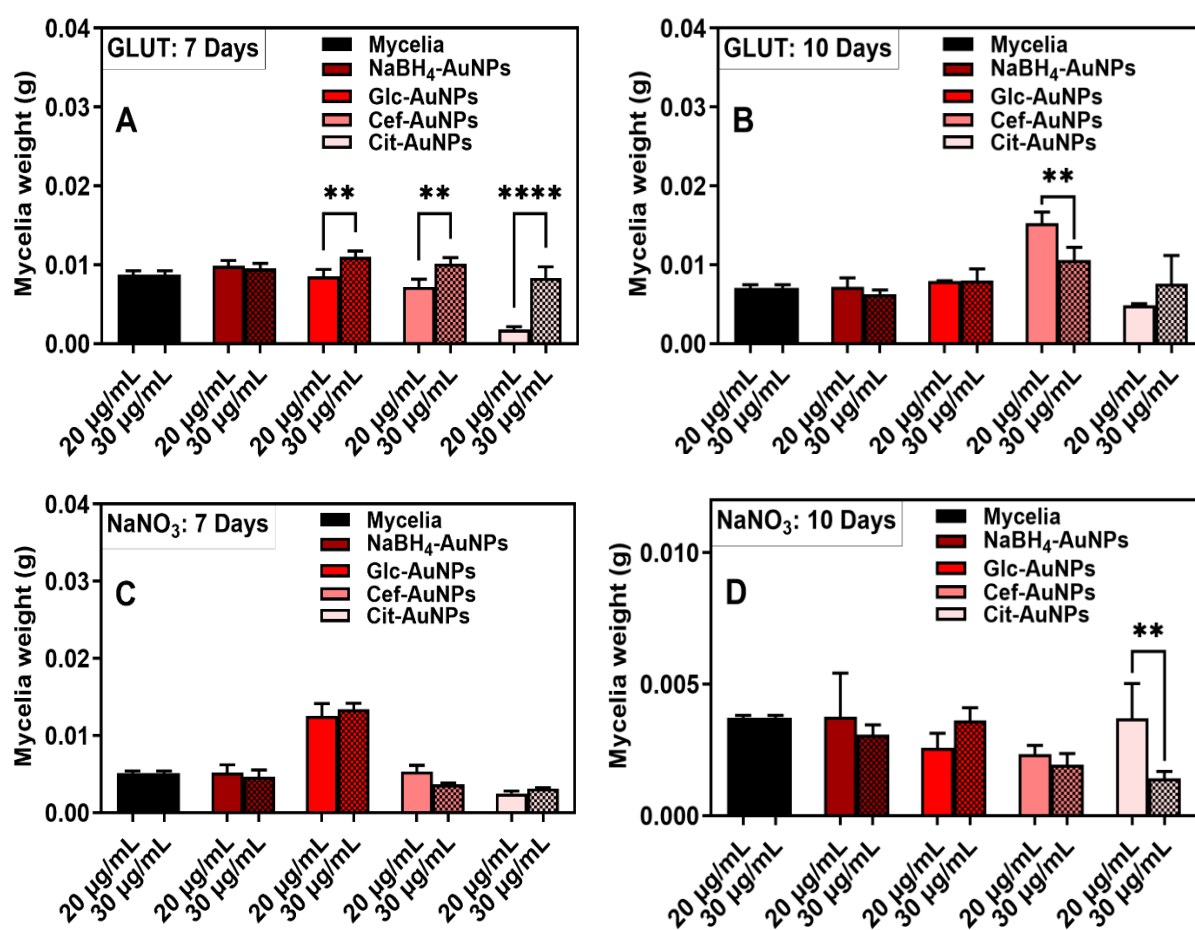 GLUT: 7 Days
A
Mycelia
NaBH₄-AuNPs
Glc-AuNPs
Cef-AuNPs
Cit-AuNPs
Mycelia weight (g)
0.04
0.03
0.02
0.01
0.00
** ** ****
20 µg/mL 30 µg/mL 20 µg/mL 30 µg/mL 20 µg/mL 30 µg/mL 20 µg/mL 30 µg/mL 20 µg/mL 30 µg/mL
GLUT: 10 Days
B
Mycelia
NaBH₄-AuNPs
Glc-AuNPs
Cef-AuNPs
Cit-AuNPs
Mycelia weight (g)
0.04
0.03
0.02
0.01
0.00
**
20 µg/mL 30 µg/mL 20 µg/mL 30 µg/mL 20 µg/mL 30 µg/mL 20 µg/mL 30 µg/mL 20 µg/mL 30 µg/mL
NaNO₃: 7 Days
C
Mycelia
NaBH₄-AuNPs
Glc-AuNPs
Cef-AuNPs
Cit-AuNPs
Mycelia weight (g)
0.04
0.03
0.02
0.01
0.00
20 µg/mL 30 µg/mL 20 µg/mL 30 µg/mL 20 µg/mL 30 µg/mL 20 µg/mL 30 µg/mL 20 µg/mL 30 µg/mL
NaNO₃: 10 Days
D
Mycelia
NaBH₄-AuNPs
Glc-AuNPs
Cef-AuNPs
Cit-AuNPs
Mycelia weight (g)
0.010
0.005
0.000
**
20 µg/mL 30 µg/mL 20 µg/mL 30 µg/mL 20 µg/mL 30 µg/mL 20 µg/mL 30 µg/mL 20 µg/mL 30 µg/mL